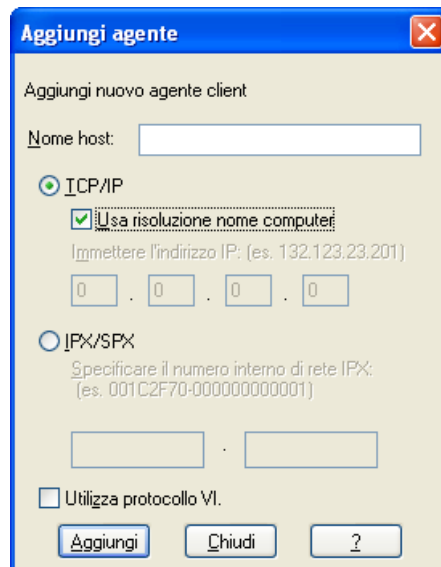 Aggiungi agente
Aggiungi nuovo agente client
Nome host:
TCP/IP
Usa risoluzione nome computer
Immettere l'indirizzo IP: (es. 132.123.23.201)
0 . 0 . 0 . 0
IPX/SPX
Specificare il numero interno di rete IPX:
(es. 001C2F70-000000000001)
.
Utilizza protocollo VI.
Aggiungi Chiudi ?